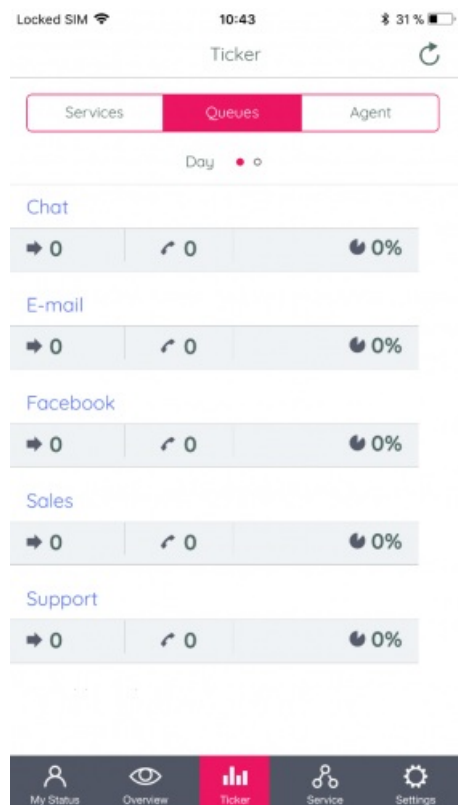 Locked SIM 10:43 31 %
Ticker
Services Queues Agent
Day
Chat
0 0 0%
E-mail
0 0 0%
Facebook
0 0 0%
Sales
0 0 0%
Support
0 0 0%
My Status Overview Ticker Service Settings